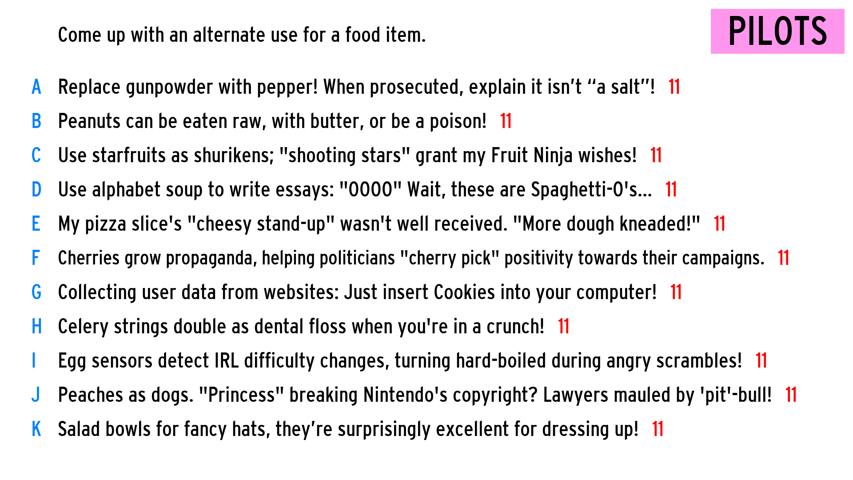 Come up with an alternate use for a food item.
PILOTS
A Replace gunpowder with pepper! When prosecuted, explain it isn’t “a salt”! 11
B Peanuts can be eaten raw, with butter, or be a poison! 11
C Use starfruits as shurikens; "shooting stars" grant my Fruit Ninja wishes! 11
D Use alphabet soup to write essays: "OOOO" Wait, these are Spaghetti-O's... 11
E My pizza slice's "cheesy stand-up" wasn't well received. "More dough kneaded!" 11
F Cherries grow propaganda, helping politicians "cherry pick" positivity towards their campaigns. 11
G Collecting user data from websites: Just insert Cookies into your computer! 11
H Celery strings double as dental floss when you're in a crunch! 11
I Egg sensors detect IRL difficulty changes, turning hard-boiled during angry scrambles! 11
J Peaches as dogs. "Princess" breaking Nintendo's copyright? Lawyers mauled by 'pit'-bull! 11
K Salad bowls for fancy hats, they’re surprisingly excellent for dressing up! 11